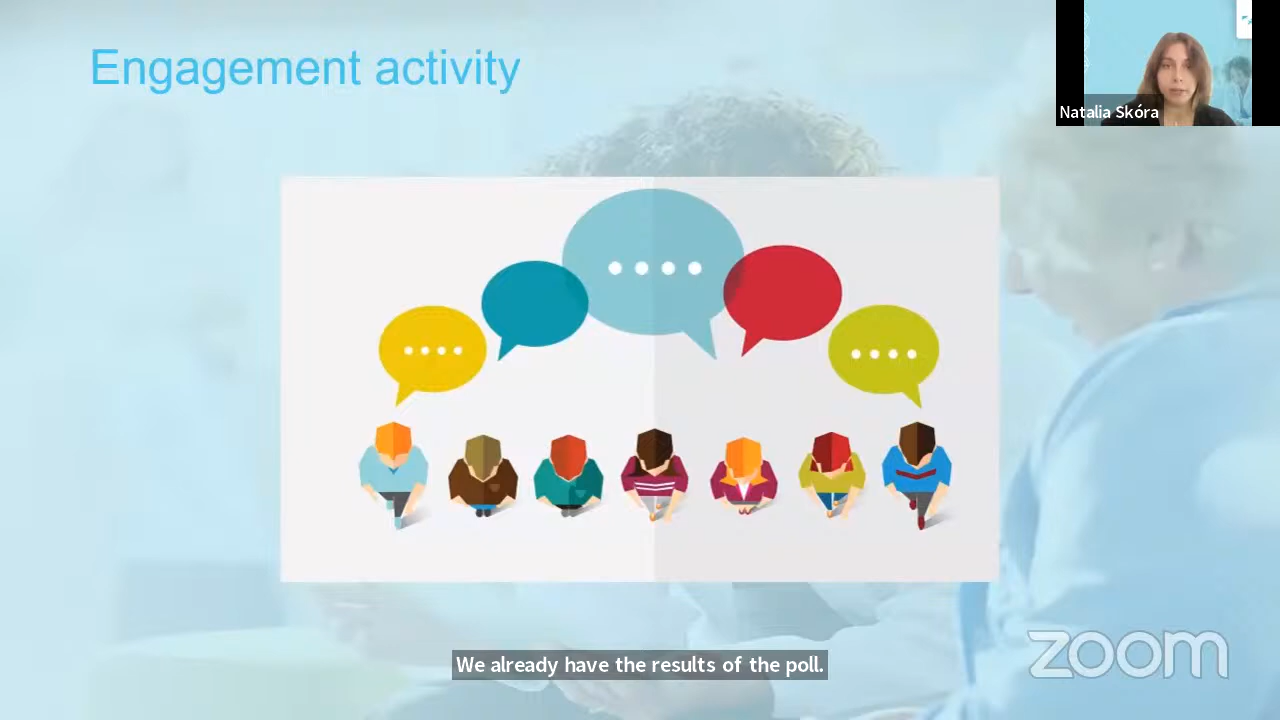 Engagement activity
Natalia Skóra
We already have the results of the poll.
zoom